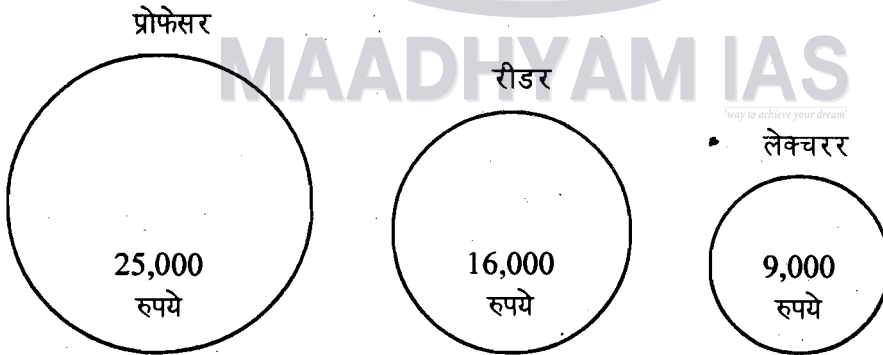 प्रोफेसर
MAADHYAM IAS
'way to achieve your dream'
रीडर
लेक्चरर
25,000
रुपये
16,000
रुपये
9,000
रुपये